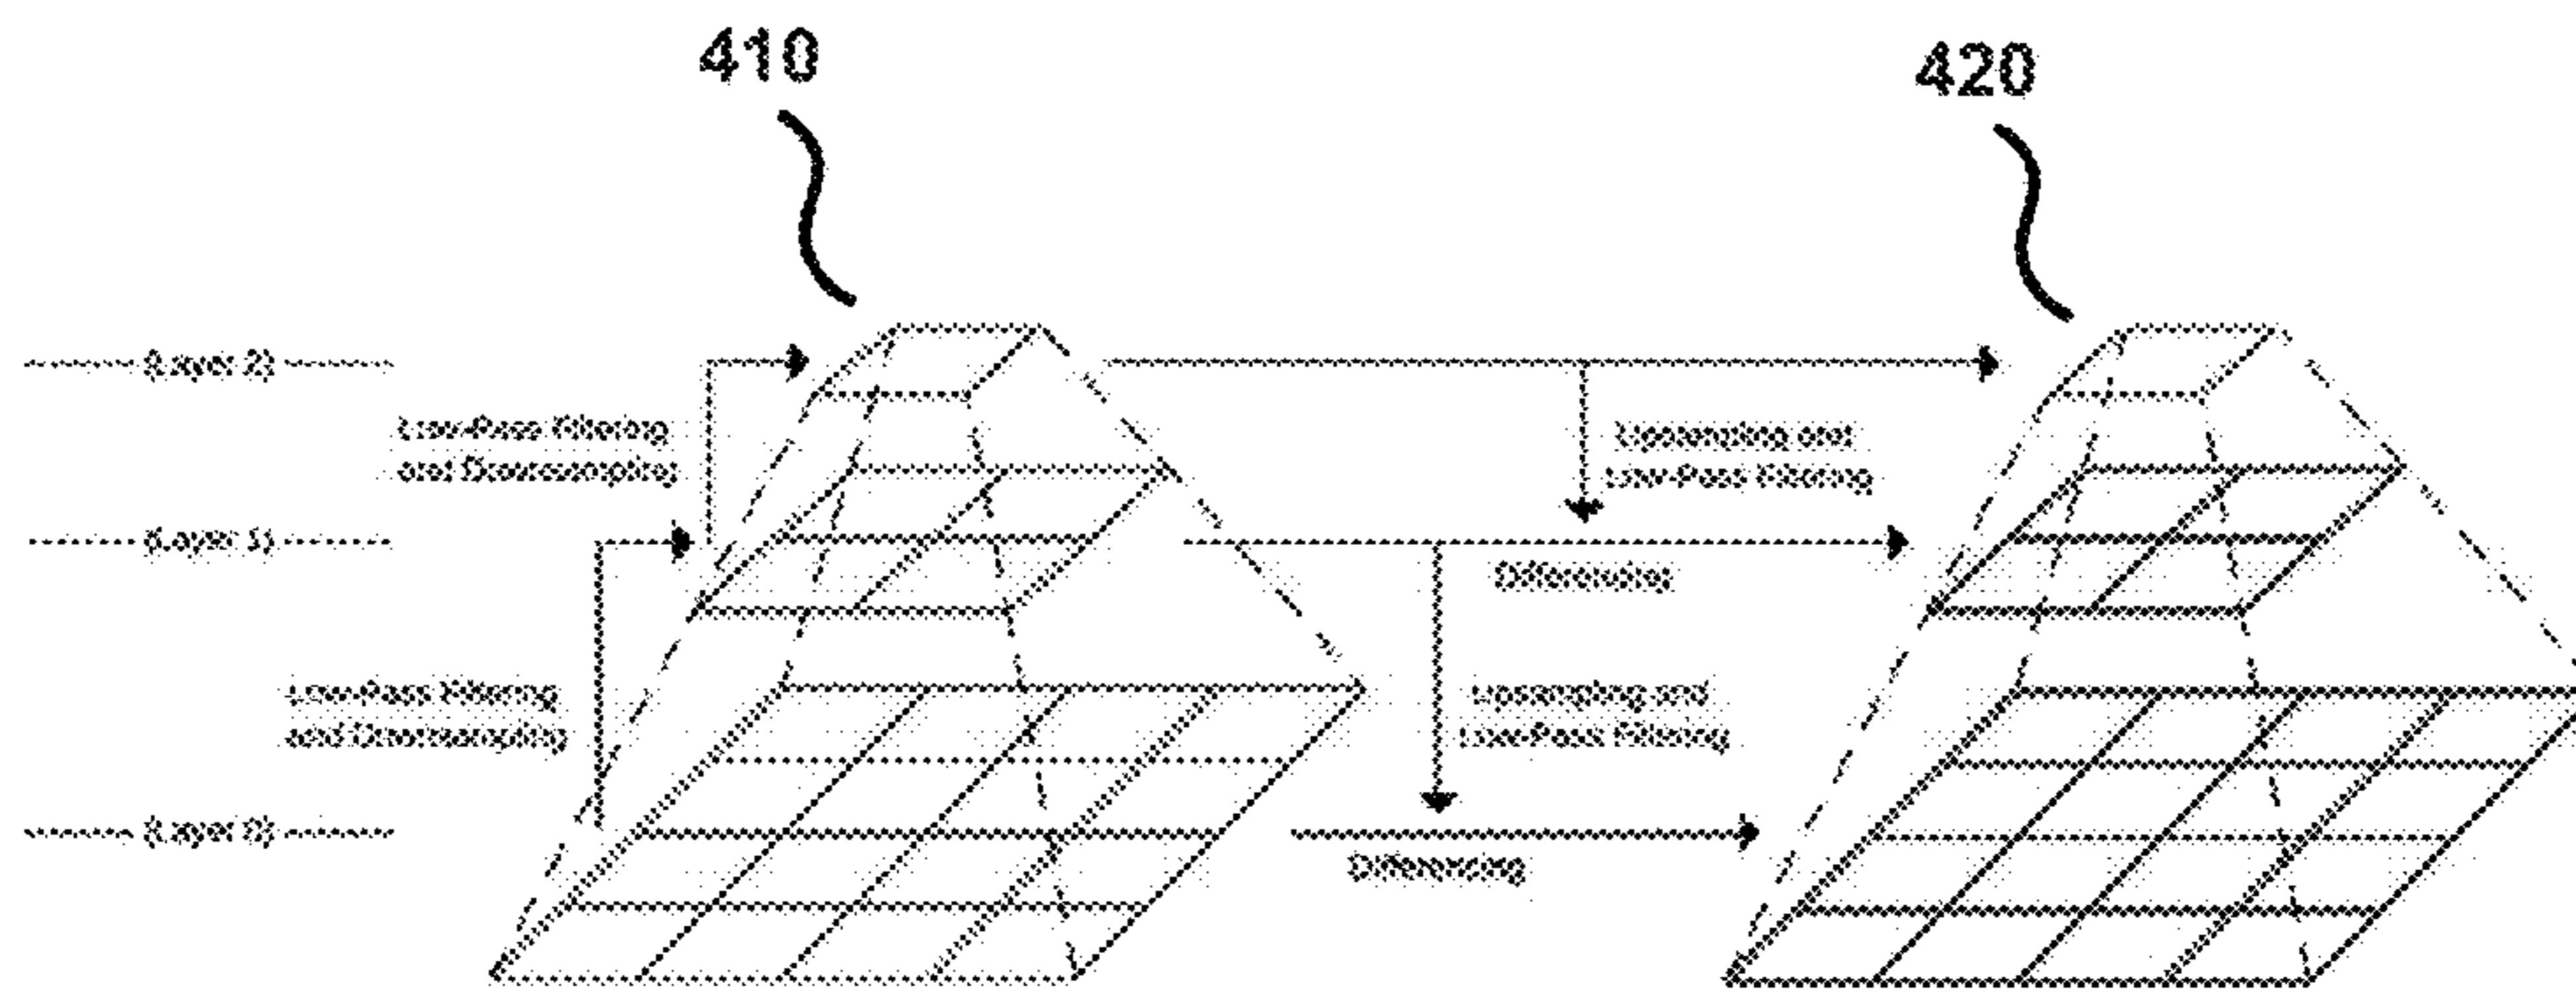 410
420
(Layer 2)
Low-Pass Filtering
and Downsampling
Upsampling and
Low-Pass Filtering
(Layer 1)
Differencing
Low-Pass Filtering
and Downsampling
Upsampling and
Low-Pass Filtering
(Layer 0)
Differencing